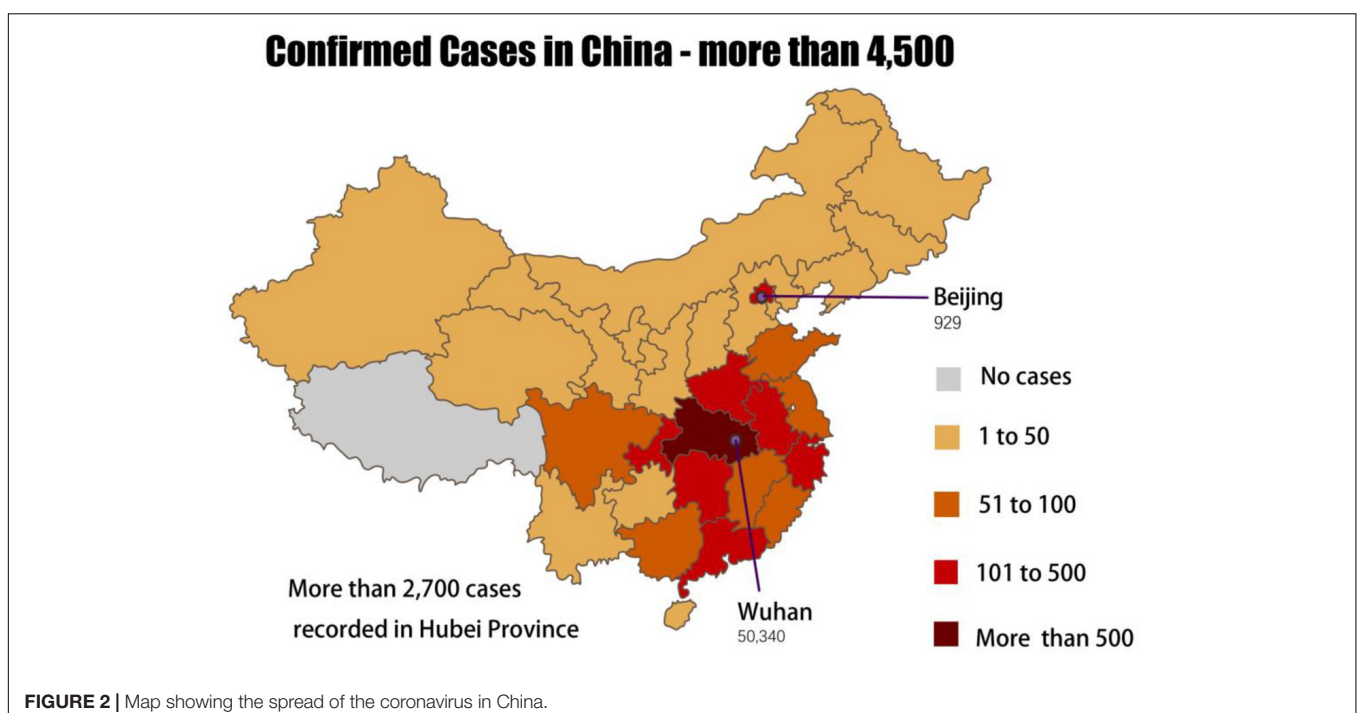 Confirmed Cases in China - more than 4,500
Beijing
929
No cases
1 to 50
51 to 100
101 to 500
More than 500
More than 2,700 cases
recorded in Hubei Province
Wuhan
50,340
FIGURE 2 | Map showing the spread of the coronavirus in China.